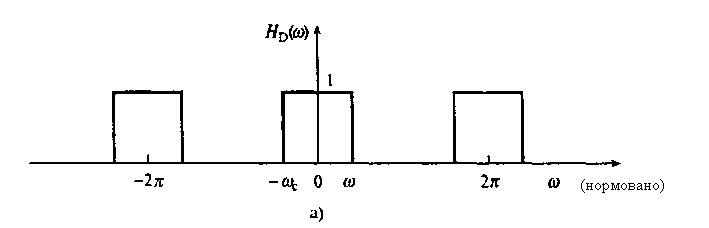 H_D(ω)
1
−2π −ω_c 0 ω 2π ω (нормовано)
а)